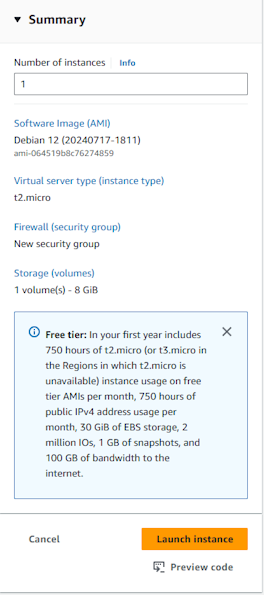 Summary
Number of instances Info
1
Software Image (AMI)
Debian 12 (20240717-1811)
ami-064519b8c76274859
Virtual server type (instance type)
t2.micro
Firewall (security group)
New security group
Storage (volumes)
1 volume(s) - 8 GiB
Free tier: In your first year includes
750 hours of t2.micro (or t3.micro in
the Regions in which t2.micro is
unavailable) instance usage on free
tier AMIs per month, 750 hours of
public IPv4 address usage per
month, 30 GiB of EBS storage, 2
million IOs, 1 GB of snapshots, and
100 GB of bandwidth to the
internet.
Cancel Launch instance
Preview code